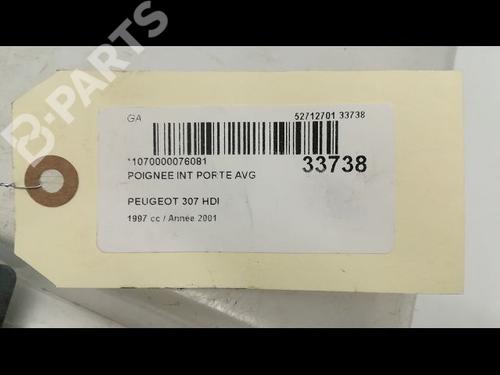 B-PARTS
GA
52712701 33738
*1070000076081
33738
POIGNEE INT PORTE AVG
PEUGEOT 307 HDI
1997 cc / Année 2001